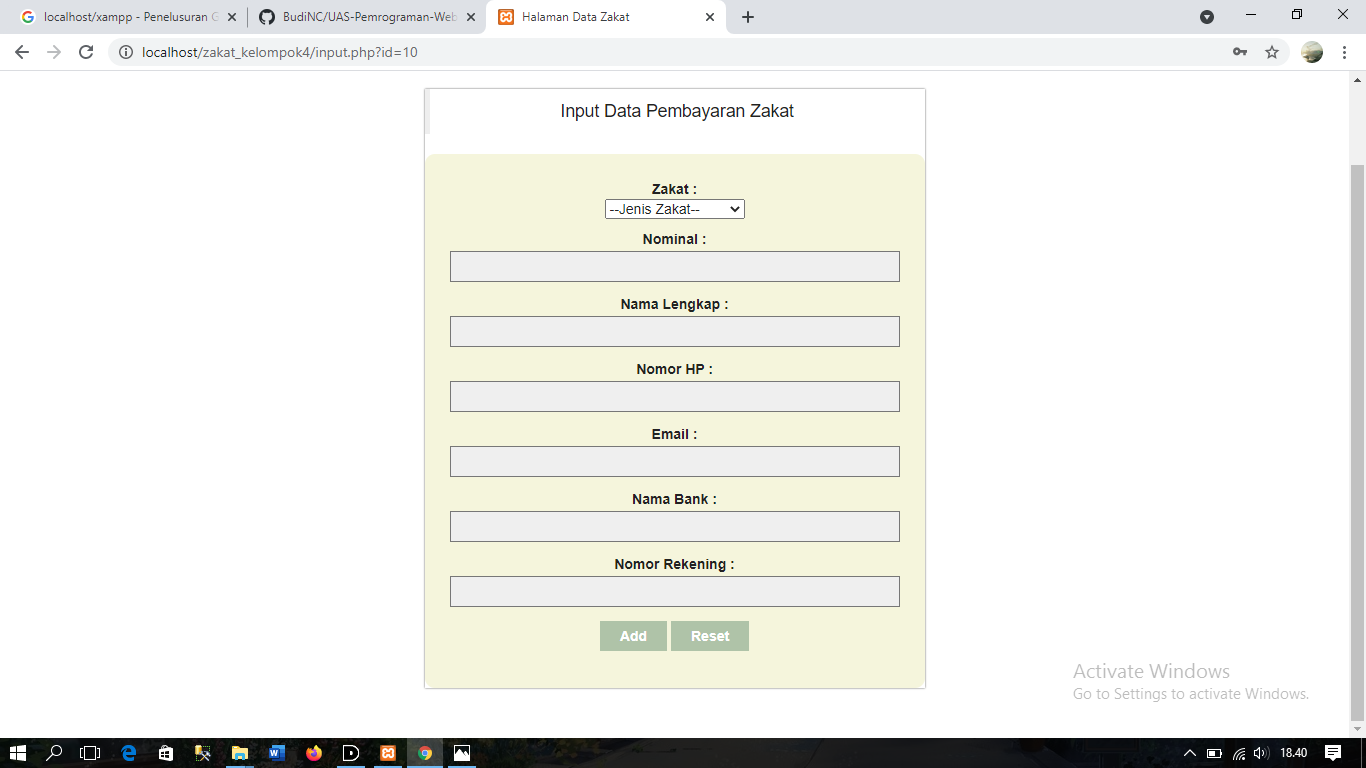 localhost/xampp - Penelusuran G
BudiNC/UAS-Pemrograman-Web
Halaman Data Zakat
localhost/zakat_kelompok4/input.php?id=10
Input Data Pembayaran Zakat
Zakat :
--Jenis Zakat--
Nominal :
Nama Lengkap :
Nomor HP :
Email :
Nama Bank :
Nomor Rekening :
Add Reset
Activate Windows
Go to Settings to activate Windows.
18.40